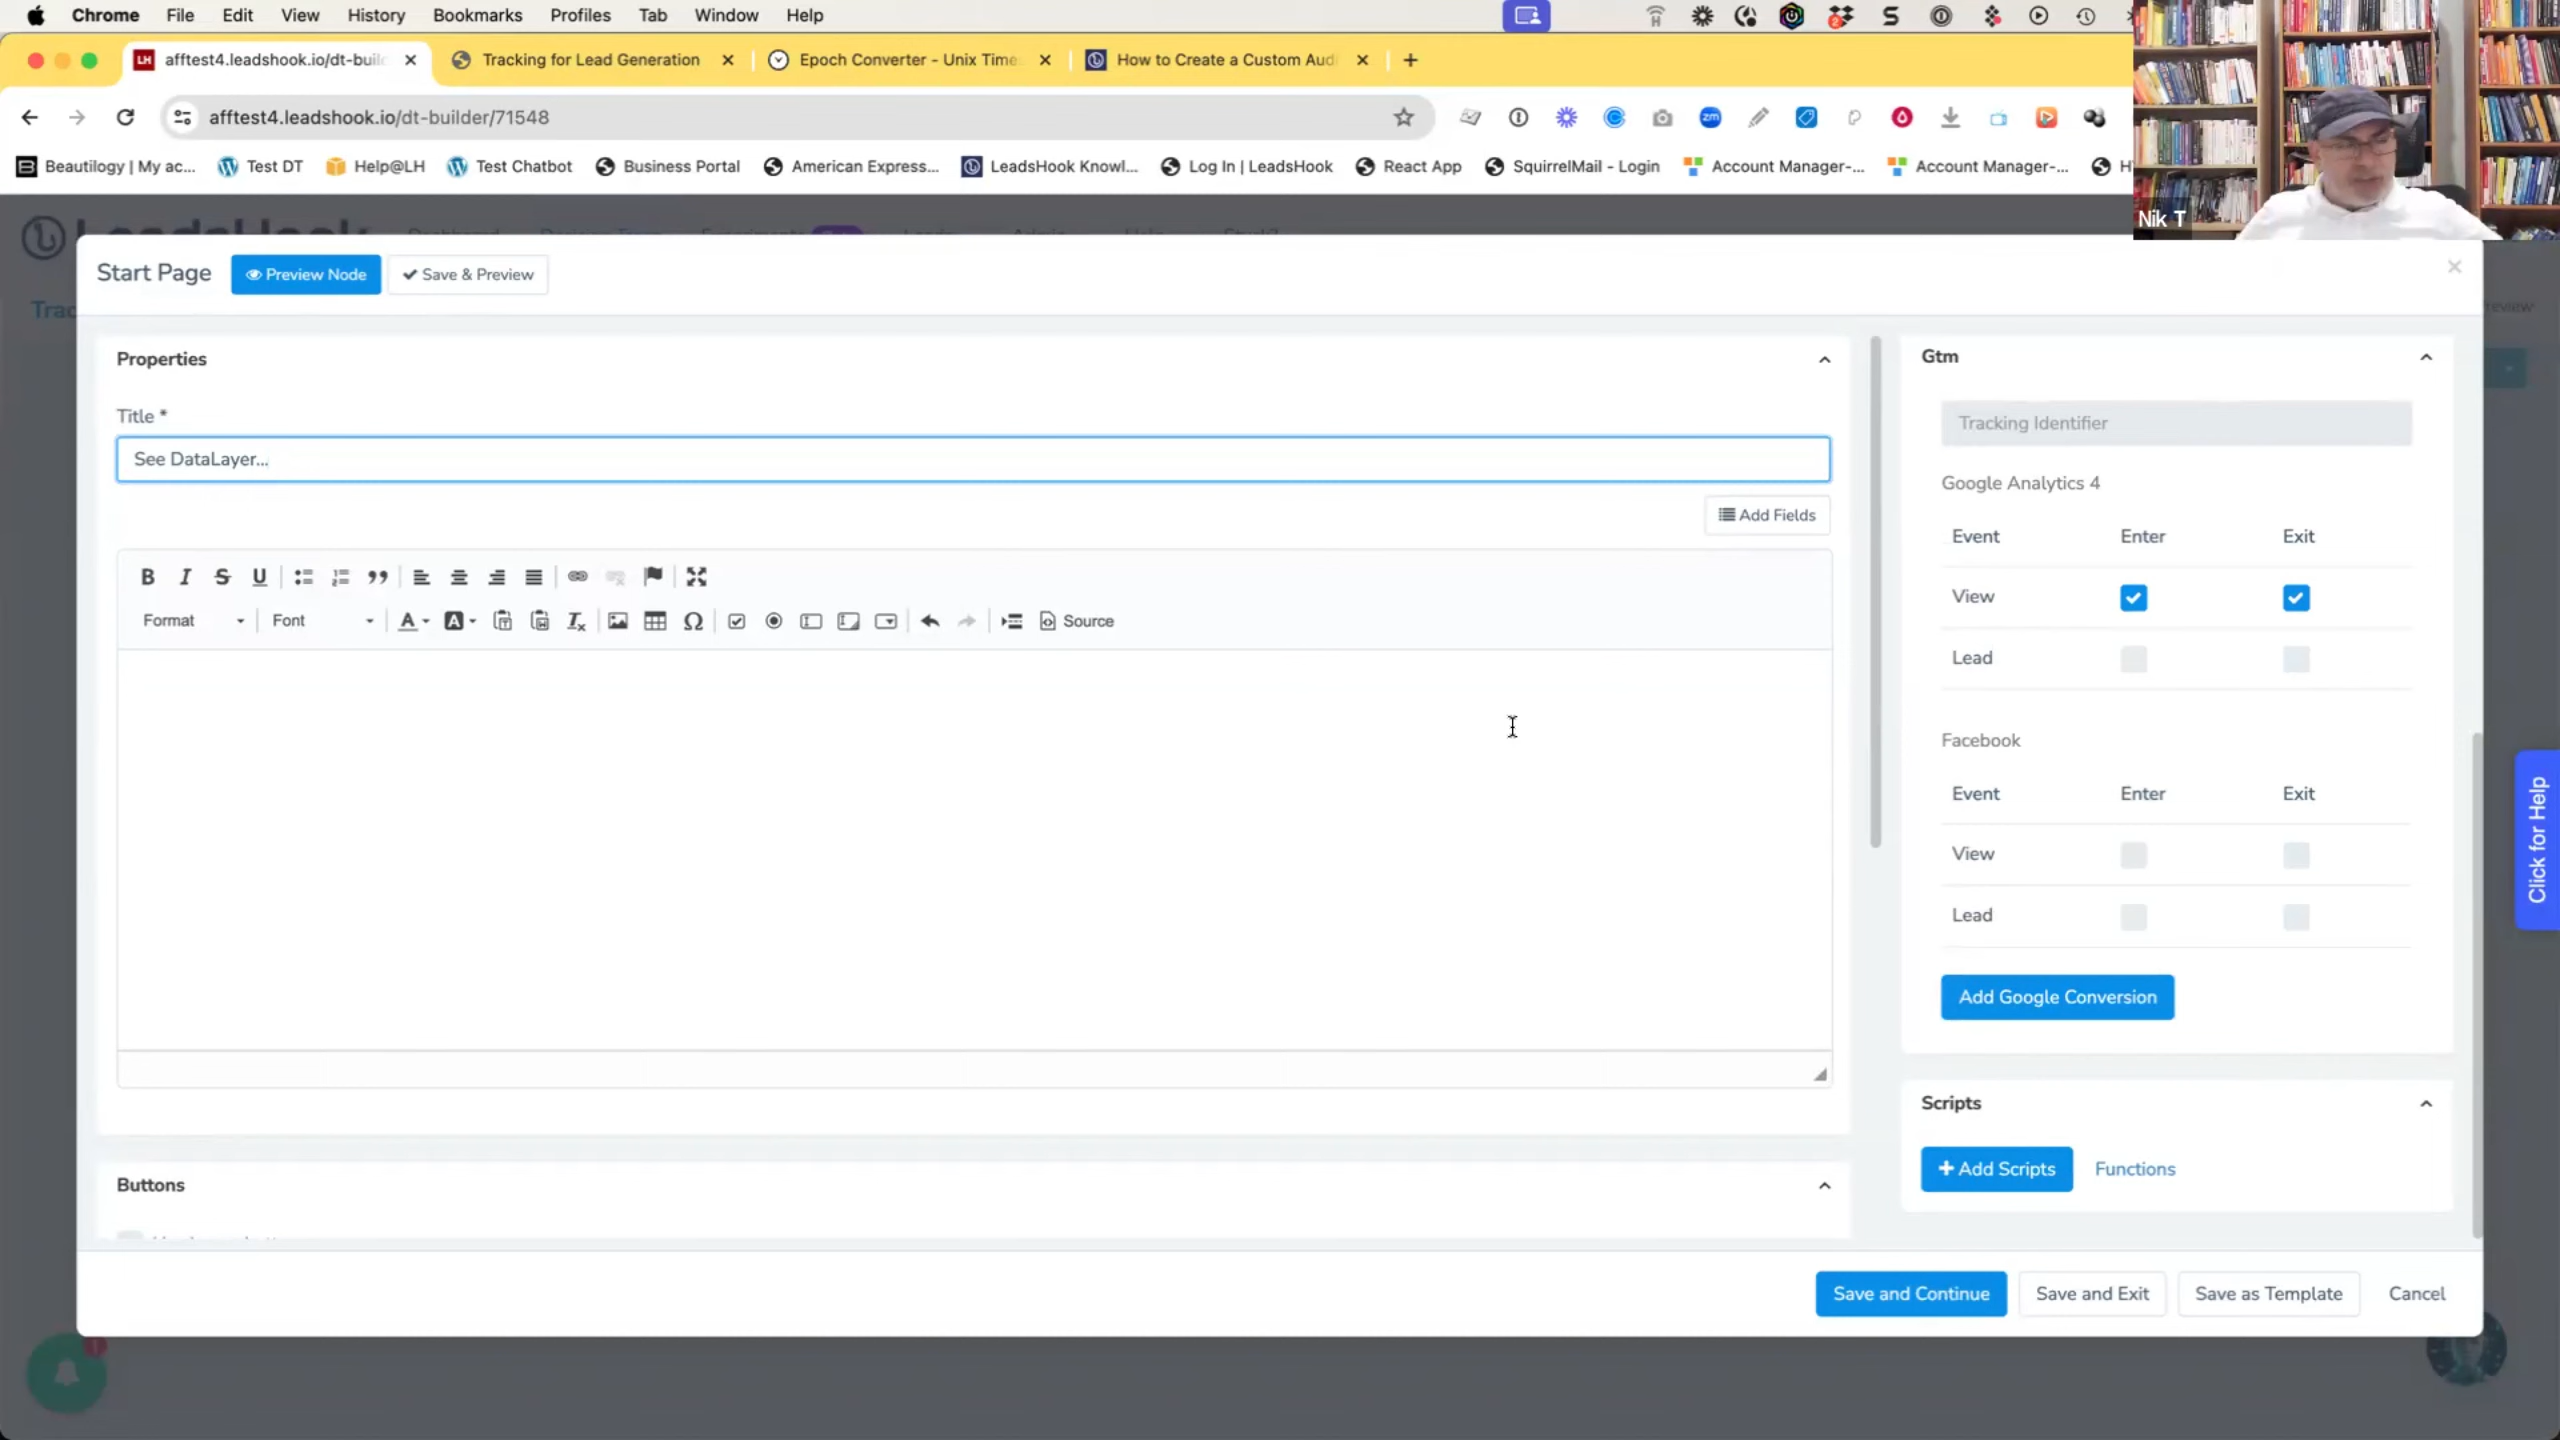 Chrome File Edit View History Bookmarks Profiles Tab Window Help
afftest4.leadshook.io/dt-buil
Tracking for Lead Generation
Epoch Converter - Unix Time
How to Create a Custom Aud
afftest4.leadshook.io/dt-builder/71548
Beautilogy | My ac...
Test DT
Help@LH
Test Chatbot
Business Portal
American Express...
LeadsHook Knowl...
Log In | LeadsHook
React App
SquirrelMail - Login
Account Manager-...
Account Manager-...
Nik T
Start Page
Preview Node
Save & Preview
Trac
Properties
Title *
See DataLayer...
Add Fields
Format
Font
Source
Buttons
Gtm
Tracking Identifier
Google Analytics 4
Event Enter Exit
View
Lead
Facebook
Event Enter Exit
View
Lead
Add Google Conversion
Scripts
Add Scripts
Functions
Click for Help
Save and Continue
Save and Exit
Save as Template
Cancel